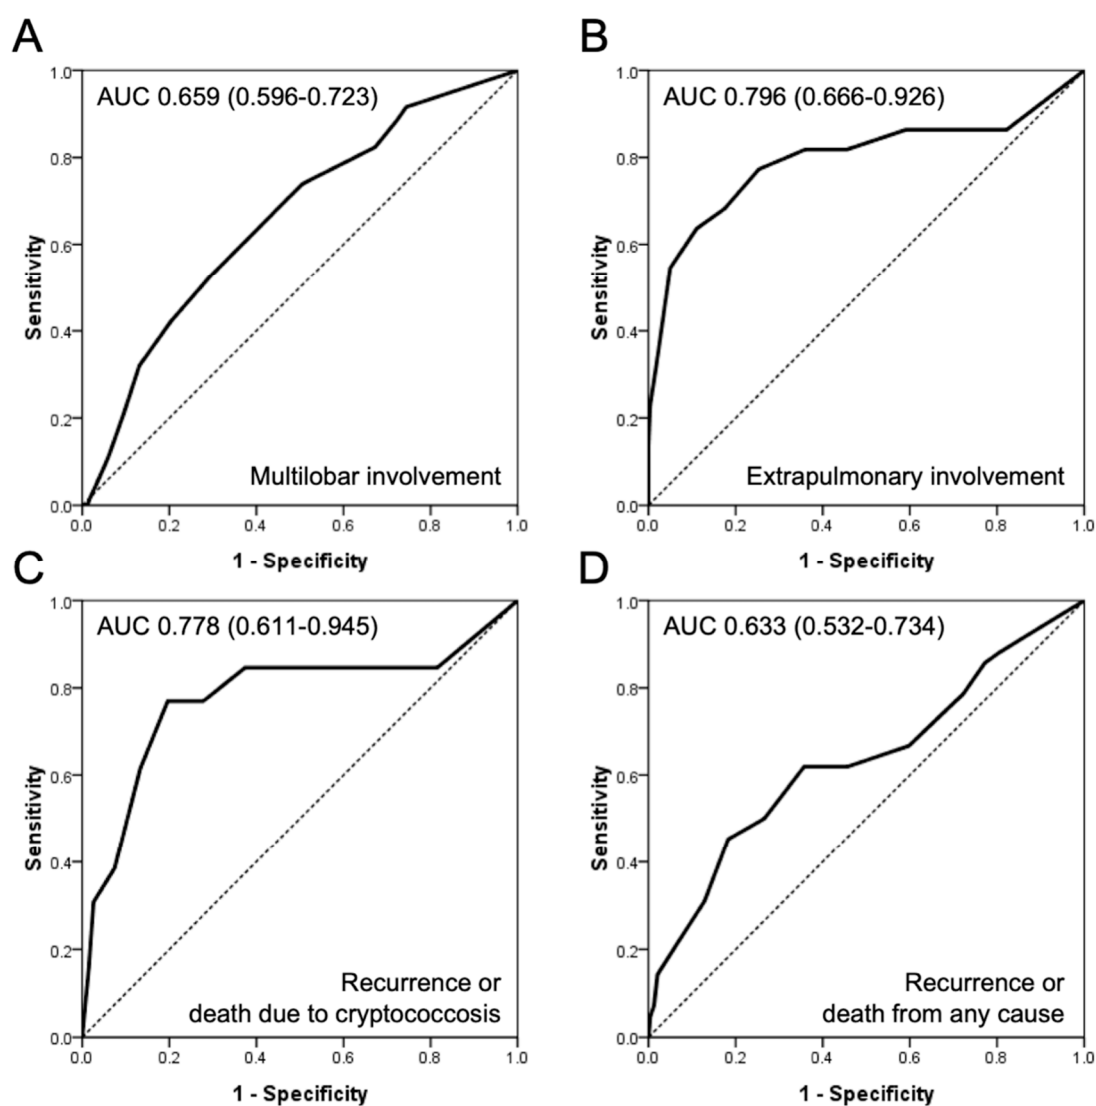 A
AUC 0.659 (0.596-0.723)
1.0
0.8
0.6
0.4
0.2
0.0
Sensitivity
Multilobar involvement
0.0 0.2 0.4 0.6 0.8 1.0
1 - Specificity
B
AUC 0.796 (0.666-0.926)
1.0
0.8
0.6
0.4
0.2
0.0
Sensitivity
Extrapulmonary involvement
0.0 0.2 0.4 0.6 0.8 1.0
1 - Specificity
C
AUC 0.778 (0.611-0.945)
1.0
0.8
0.6
0.4
0.2
0.0
Sensitivity
Recurrence or
death due to cryptococcosis
0.0 0.2 0.4 0.6 0.8 1.0
1 - Specificity
D
AUC 0.633 (0.532-0.734)
1.0
0.8
0.6
0.4
0.2
0.0
Sensitivity
Recurrence or
death from any cause
0.0 0.2 0.4 0.6 0.8 1.0
1 - Specificity